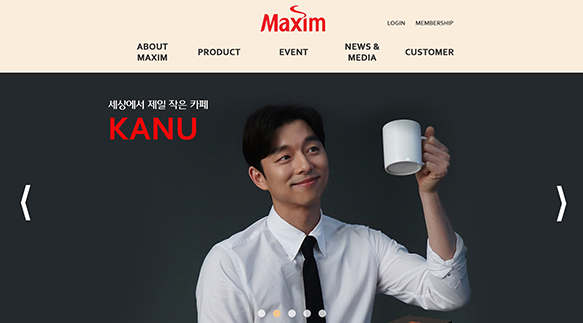 Maxim
LOGIN MEMBERSHIP
ABOUT MAXIM
PRODUCT
EVENT
NEWS & MEDIA
CUSTOMER
세상에서 제일 작은 카페
KANU